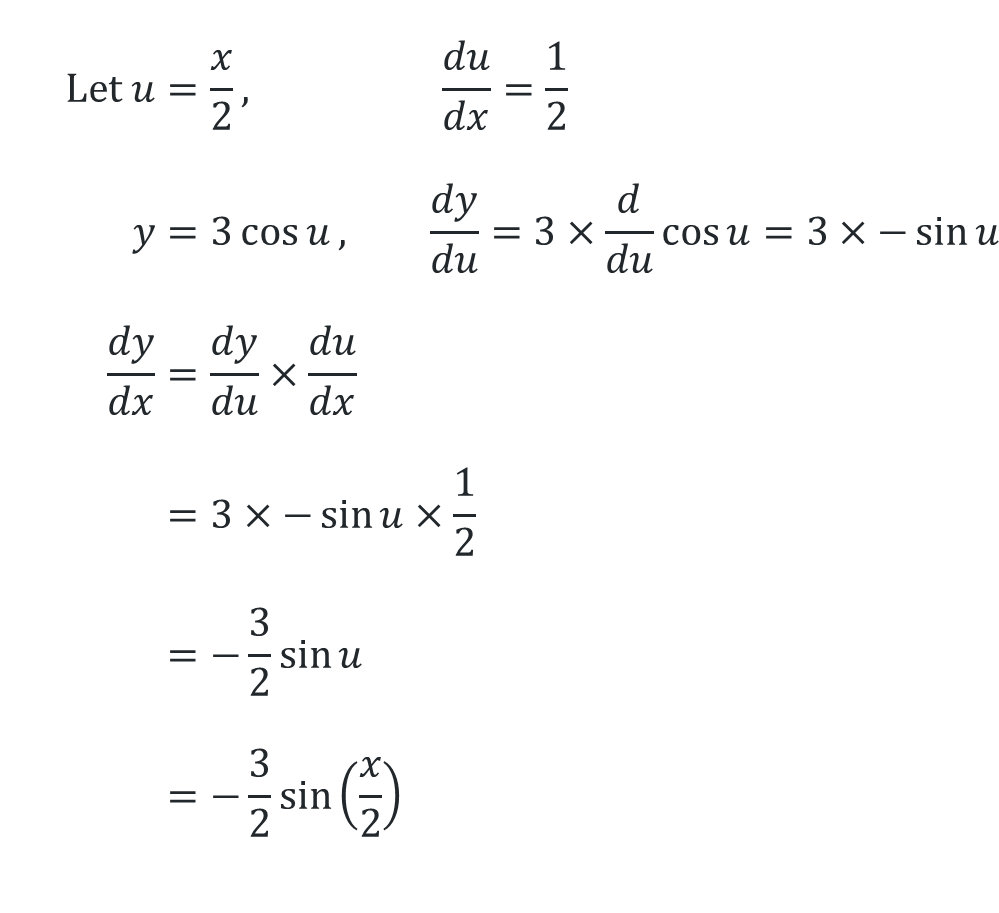 Let u = x/2, du/dx = 1/2
y = 3 cos u, dy/du = 3 × d/du cos u = 3 × − sin u
dy/dx = dy/du × du/dx
= 3 × − sin u × 1/2
= − 3/2 sin u
= − 3/2 sin (x/2)